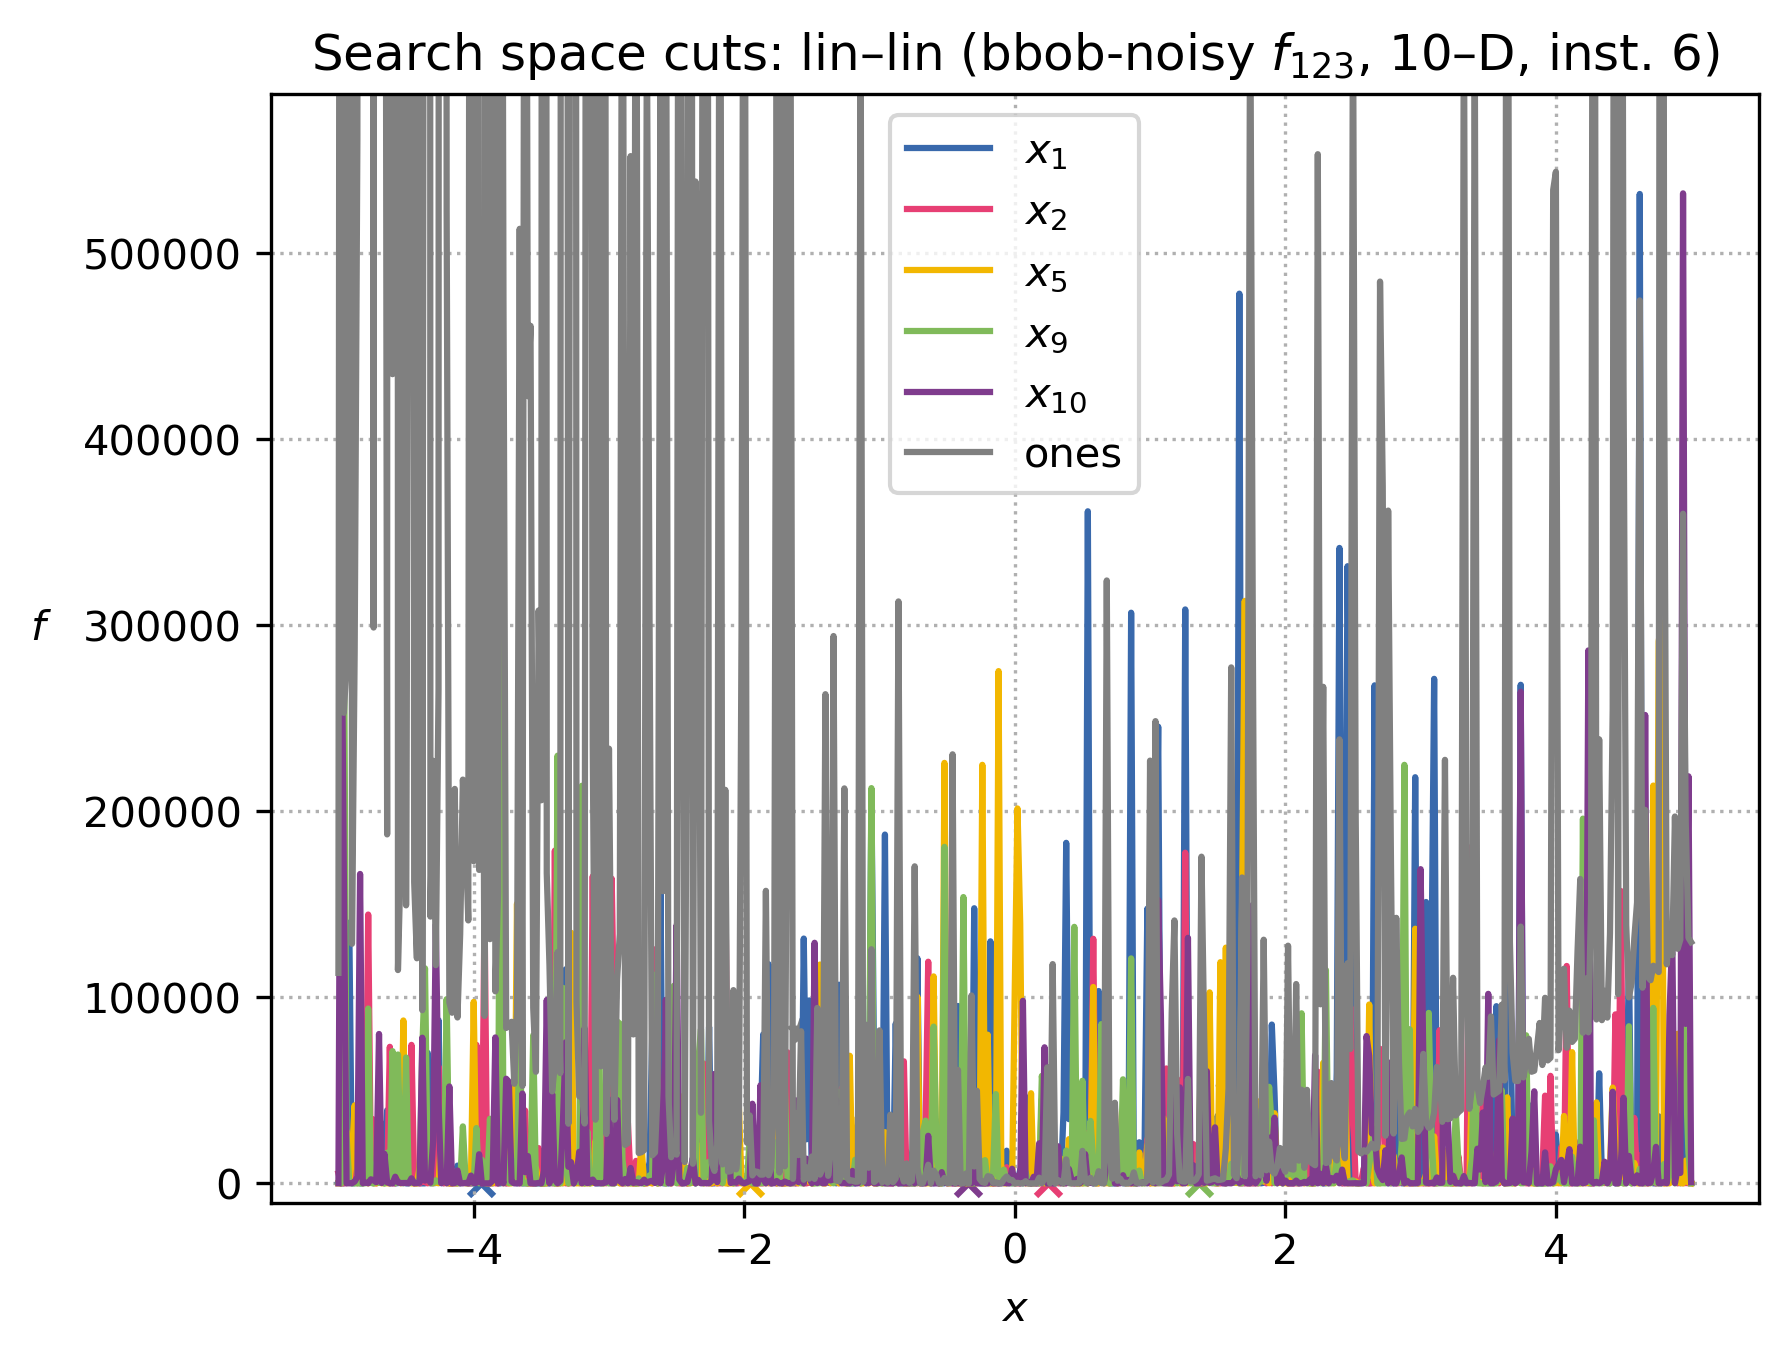 Search space cuts: lin–lin (bbob-noisy f₁₂₃, 10–D, inst. 6)
x₁
x₂
x₅
x₉
x₁₀
ones
f
500000
400000
300000
200000
100000
0
−4 −2 0 2 4
x